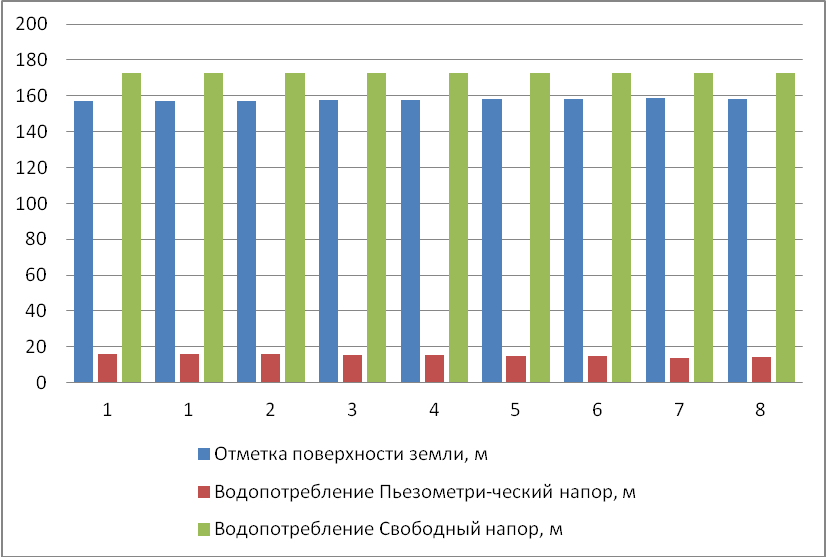 200
180
160
140
120
100
80
60
40
20
0
1 1 2 3 4 5 6 7 8
Отметка поверхности земли, м
Водопотребление Пьезометри-ческий напор, м
Водопотребление Свободный напор, м